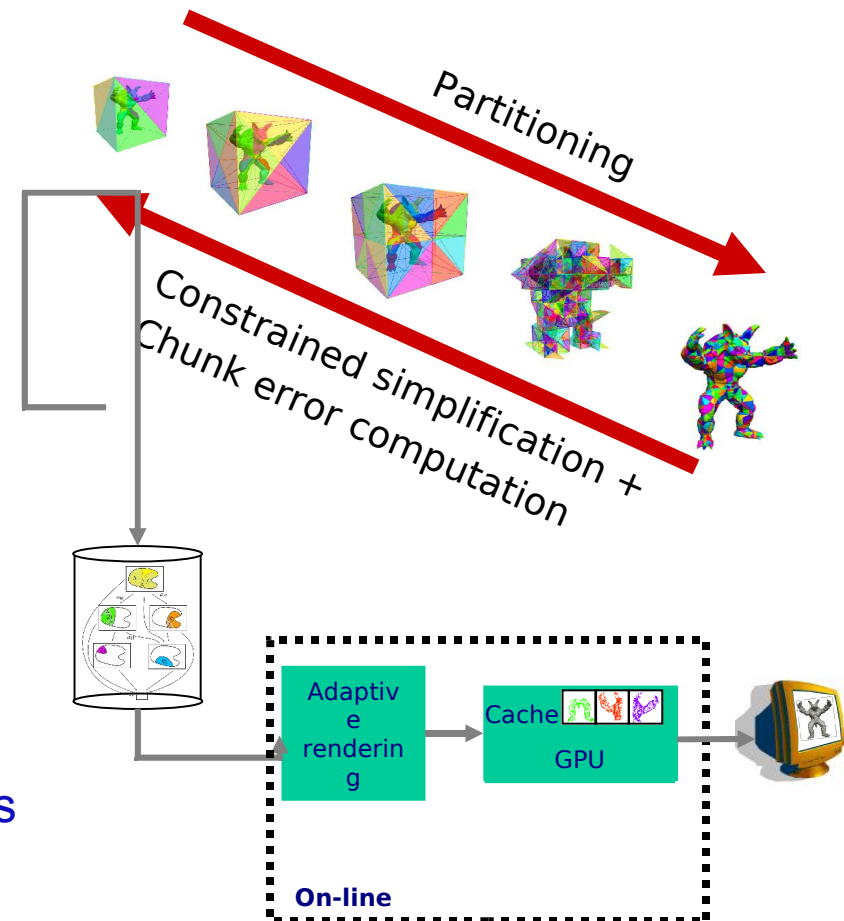 Partitioning
Constrained simplification +
Chunk error computation
Adaptiv
e
renderin
g
Cache
GPU
s
On-line